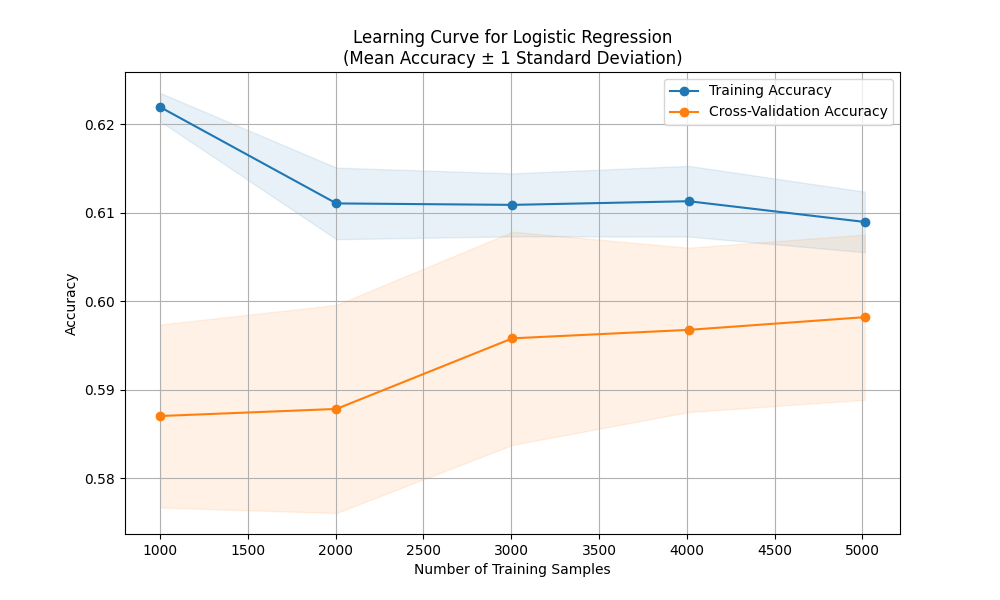 Learning Curve for Logistic Regression
(Mean Accuracy ± 1 Standard Deviation)
Training Accuracy
Cross-Validation Accuracy
Accuracy
0.62
0.61
0.60
0.59
0.58
1000 1500 2000 2500 3000 3500 4000 4500 5000
Number of Training Samples